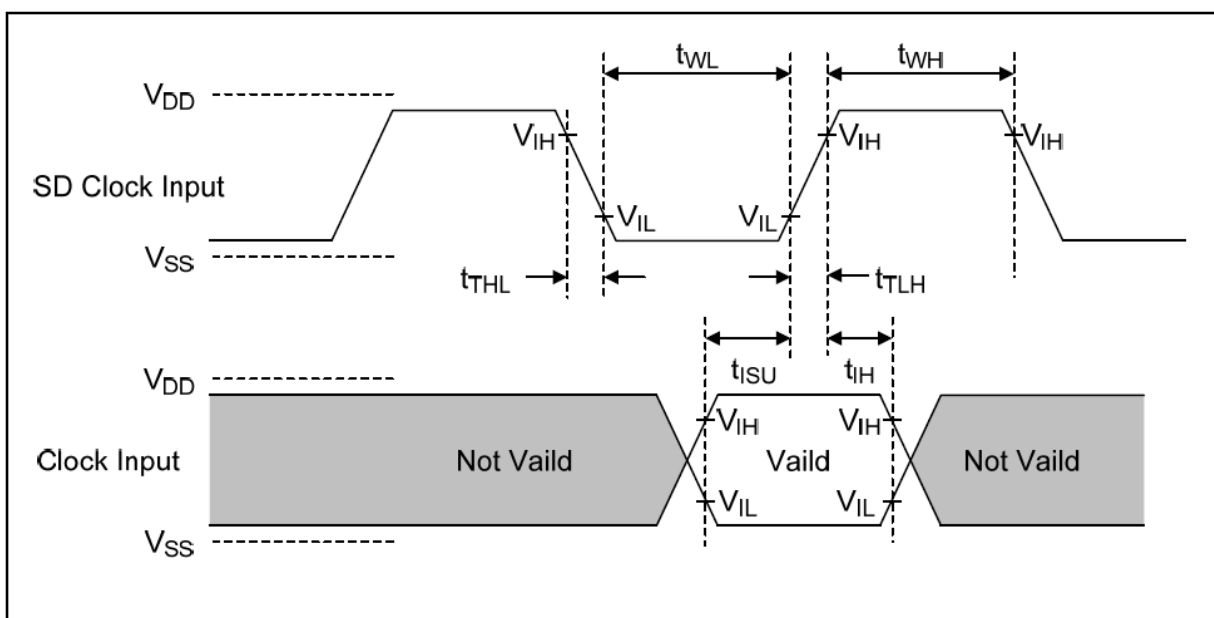 tWL
tWH
VDD
VIH
VIH
VIH
SD Clock Input
VIL
VIL
VSS
tTHL
tTLH
tISU
tIH
VDD
VIH
VIH
Clock Input
Not Vaild
Vaild
Not Vaild
VIL
VIL
VSS